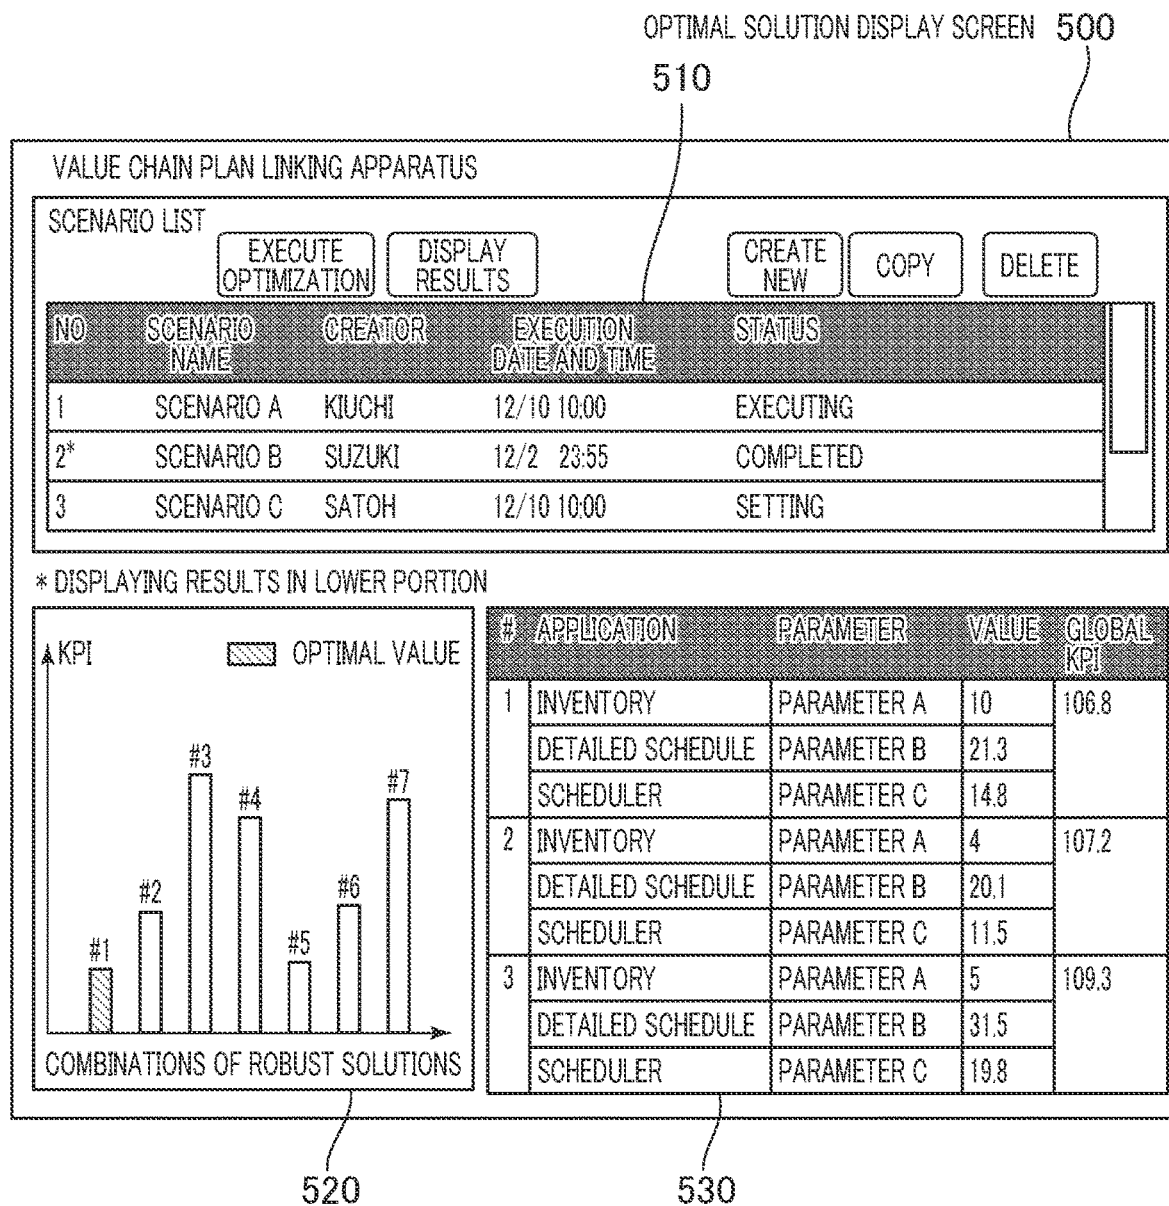 OPTIMAL SOLUTION DISPLAY SCREEN 500
510
VALUE CHAIN PLAN LINKING APPARATUS
SCENARIO LIST
EXECUTE
OPTIMIZATION
DISPLAY
RESULTS
CREATE
NEW
COPY
DELETE
NO SCENARIO NAME CREATOR EXECUTION DATE AND TIME STATUS
1 SCENARIO A KIUCHI 12/10 10:00 EXECUTING
2* SCENARIO B SUZUKI 12/2 23:55 COMPLETED
3 SCENARIO C SATOH 12/10 10:00 SETTING
* DISPLAYING RESULTS IN LOWER PORTION
KPI
OPTIMAL VALUE
#1
#2
#3
#4
#5
#6
#7
COMBINATIONS OF ROBUST SOLUTIONS
# APPLICATION PARAMETER VALUE GLOBAL KPI
1 INVENTORY PARAMETER A 10 106.8
DETAILED SCHEDULE PARAMETER B 21.3
SCHEDULER PARAMETER C 14.8
2 INVENTORY PARAMETER A 4 107.2
DETAILED SCHEDULE PARAMETER B 20.1
SCHEDULER PARAMETER C 11.5
3 INVENTORY PARAMETER A 5 109.3
DETAILED SCHEDULE PARAMETER B 31.5
SCHEDULER PARAMETER C 19.8
520
530